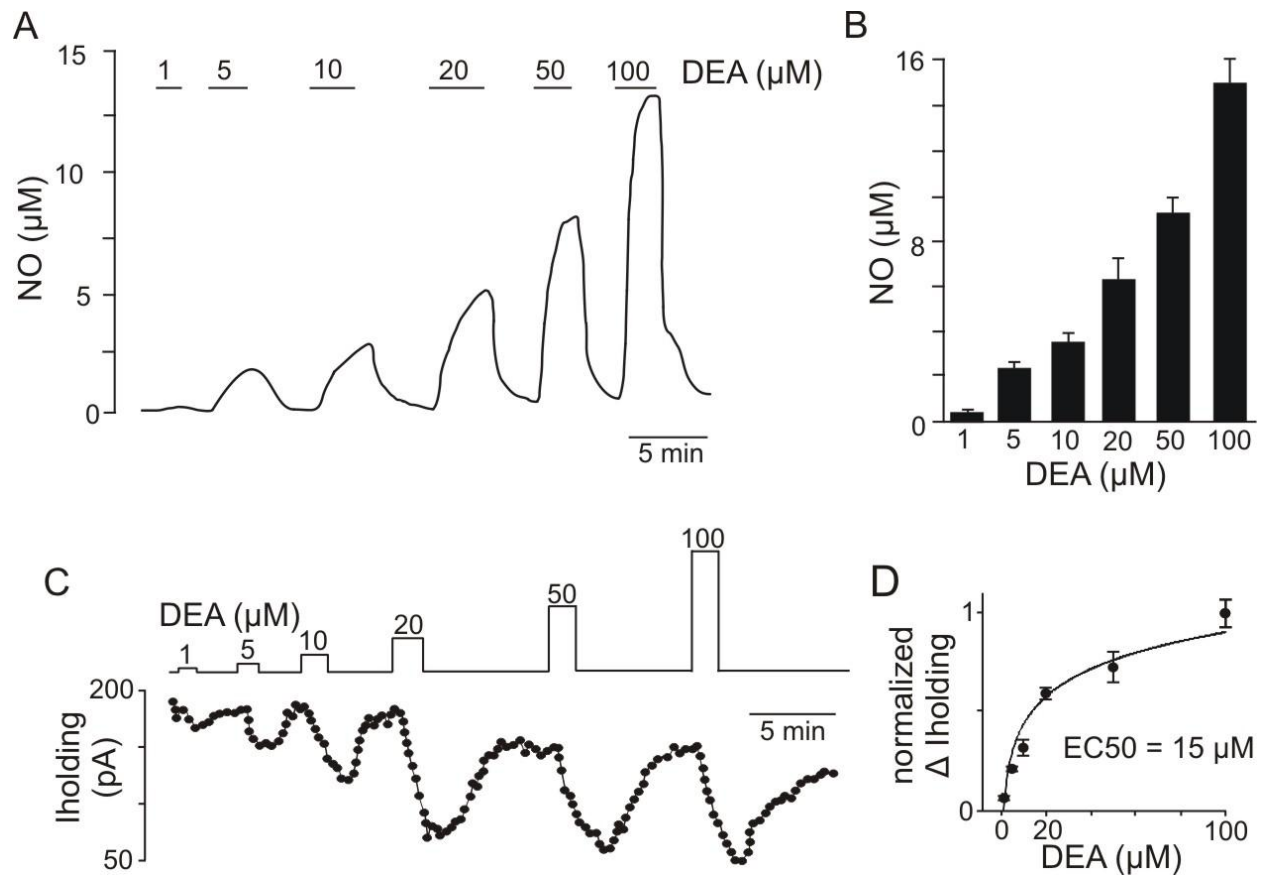 A
15
1 5 10 20 50 100 DEA (µM)
10
5
0
NO (µM)
5 min
B
16
8
0
NO (µM)
1 5 10 20 50 100
DEA (µM)
C
DEA (µM)
1 5 10 20 50 100
200
50
Iholding
(pA)
5 min
D
1
0
normalized
Δ Iholding
EC50 = 15 µM
0 20 100
DEA (µM)